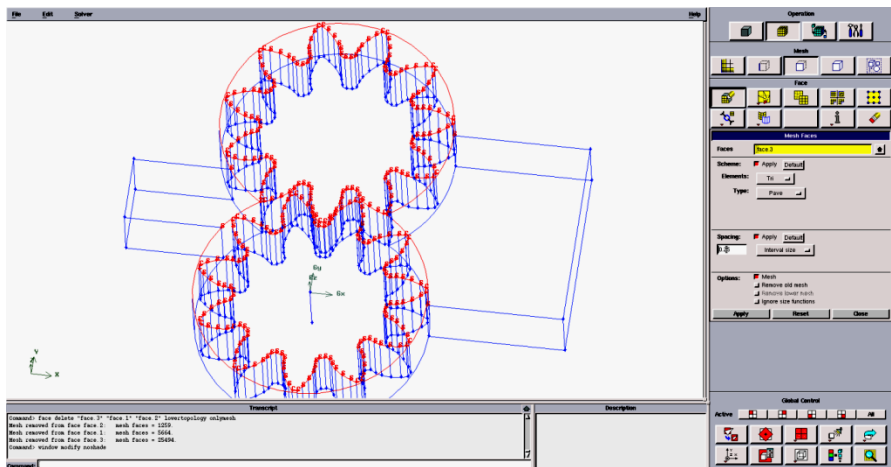 File Edit Solver Help
Operation
Mesh
Face
Mesh Faces
Faces face.3
Scheme: Apply Default
Elements: Tri
Type: Pave
Spacing: Apply Default
Interval size
Options: Mesh
Remove old mesh
Remove lower mesh
Ignore size functions
Apply Reset Close
Gy
Gz
Gx
Y
Z X
Transcript Description
Command> face delete "face.3" "face.1" "face.2" lowertopology onlymesh
Mesh removed from face face.2: mesh faces = 1259.
Mesh removed from face face.1: mesh faces = 5664.
Mesh removed from face face.3: mesh faces = 25494.
Command> window modify noshade
Command:
Global Control
Active All